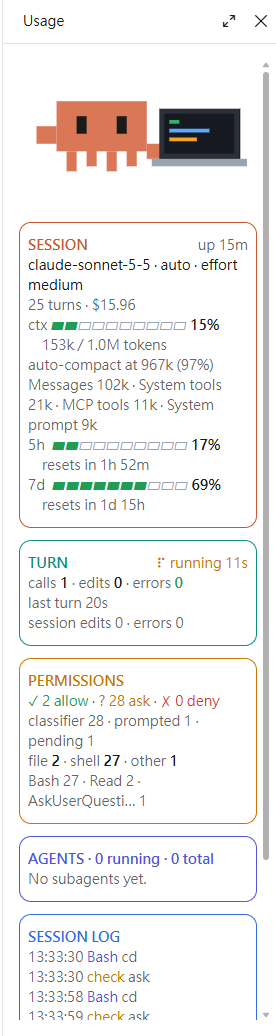 Usage
SESSION up 15m
claude-sonnet-5-5 · auto · effort
medium
25 turns · $15.96
ctx 15%
153k / 1.0M tokens
auto-compact at 967k (97%)
Messages 102k · System tools
21k · MCP tools 11k · System
prompt 9k
5h 17%
resets in 1h 52m
7d 69%
resets in 1d 15h
TURN running 11s
calls 1 · edits 0 · errors 0
last turn 20s
session edits 0 · errors 0
PERMISSIONS
✓ 2 allow · ? 28 ask · ✗ 0 deny
classifier 28 · prompted 1 ·
pending 1
file 2 · shell 27 · other 1
Bash 27 · Read 2 ·
AskUserQuesti... 1
AGENTS · 0 running · 0 total
No subagents yet.
SESSION LOG
13:33:30 Bash cd
13:33:30 check ask
13:33:58 Bash cd
13:33:59 check ask